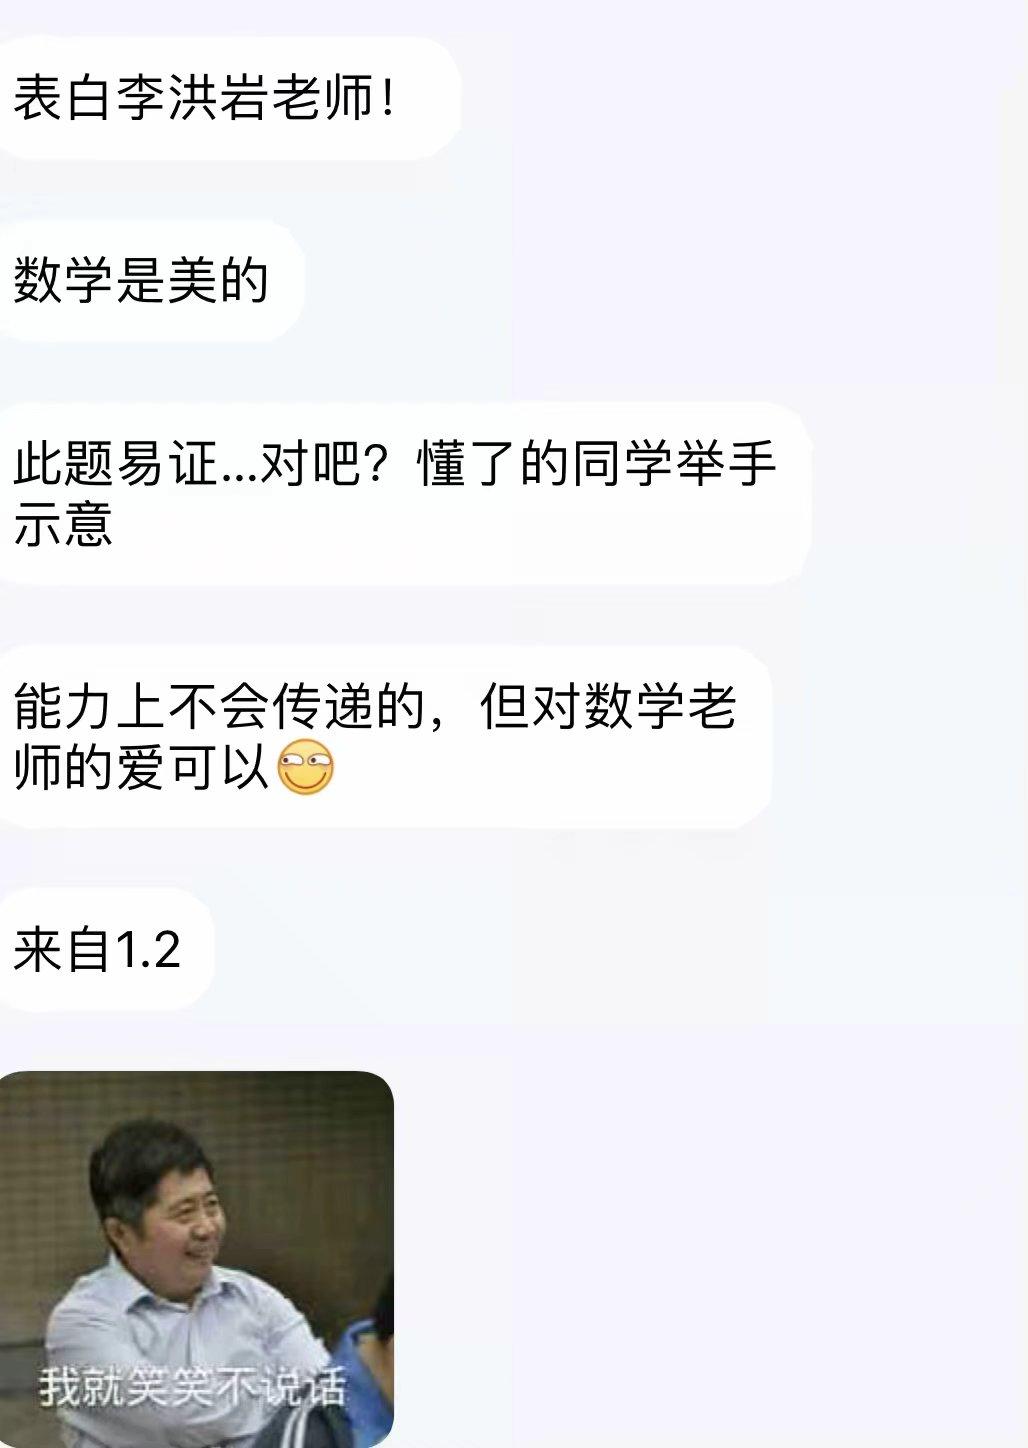 表白李洪岩老师！
数学是美的
此题易证...对吧？懂了的同学举手
示意
能力上不会传递的，但对数学老
师的爱可以
来自1.2
我就笑笑不说话